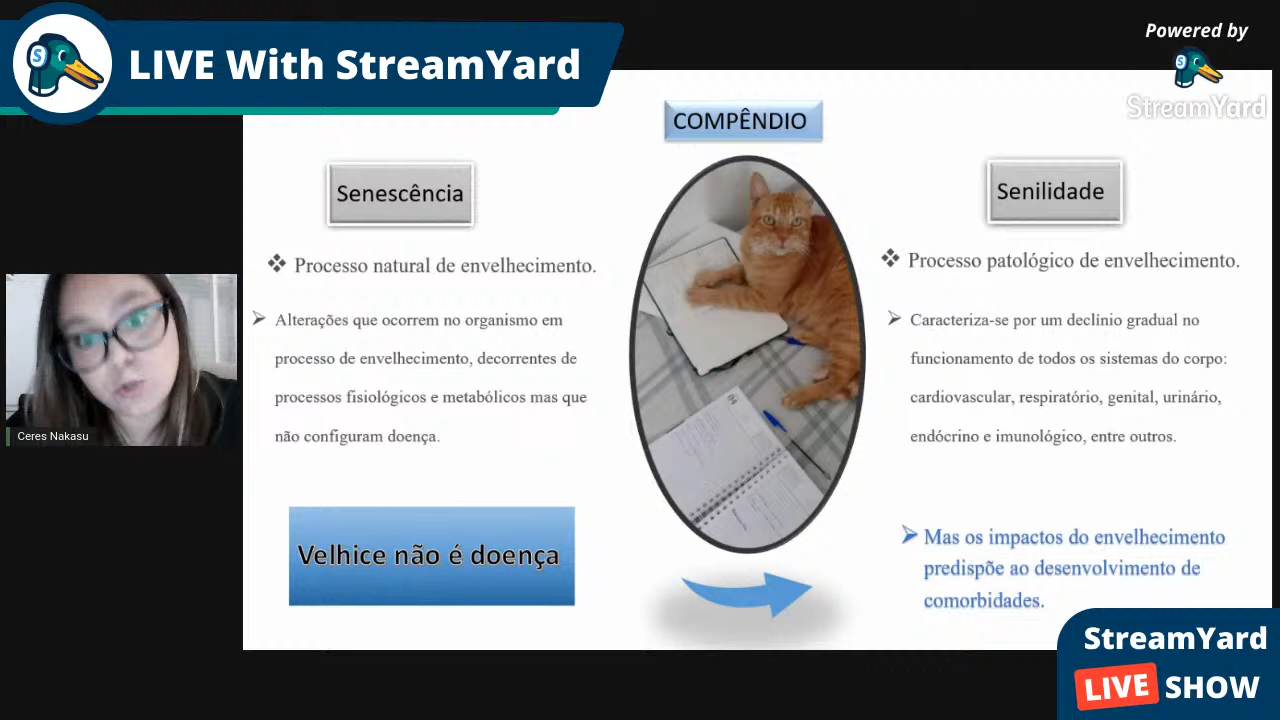 LIVE With StreamYard
Powered by
StreamYard
COMPÊNDIO
Senescência
Senilidade
Processo natural de envelhecimento.
Processo patológico de envelhecimento.
Alterações que ocorrem no organismo em
processo de envelhecimento, decorrentes de
processos fisiológicos e metabólicos mas que
não configuram doença.
Caracteriza-se por um declínio gradual no
funcionamento de todos os sistemas do corpo:
cardiovascular, respiratório, genital, urinário,
endócrino e imunológico, entre outros.
Ceres Nakasu
Velhice não é doença
Mas os impactos do envelhecimento
predispõe ao desenvolvimento de
comorbidades.
StreamYard
LIVE SHOW